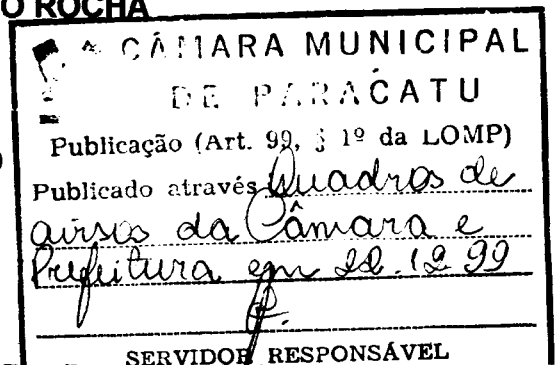 O ROCHA
CÂMARA MUNICIPAL
DE PARACATU
Publicação (Art. 99, § 1º da LOMP)
Publicado através Quadros de
avisos da Câmara e
Prefeitura em 12.99
SERVIDOR RESPONSÁVEL